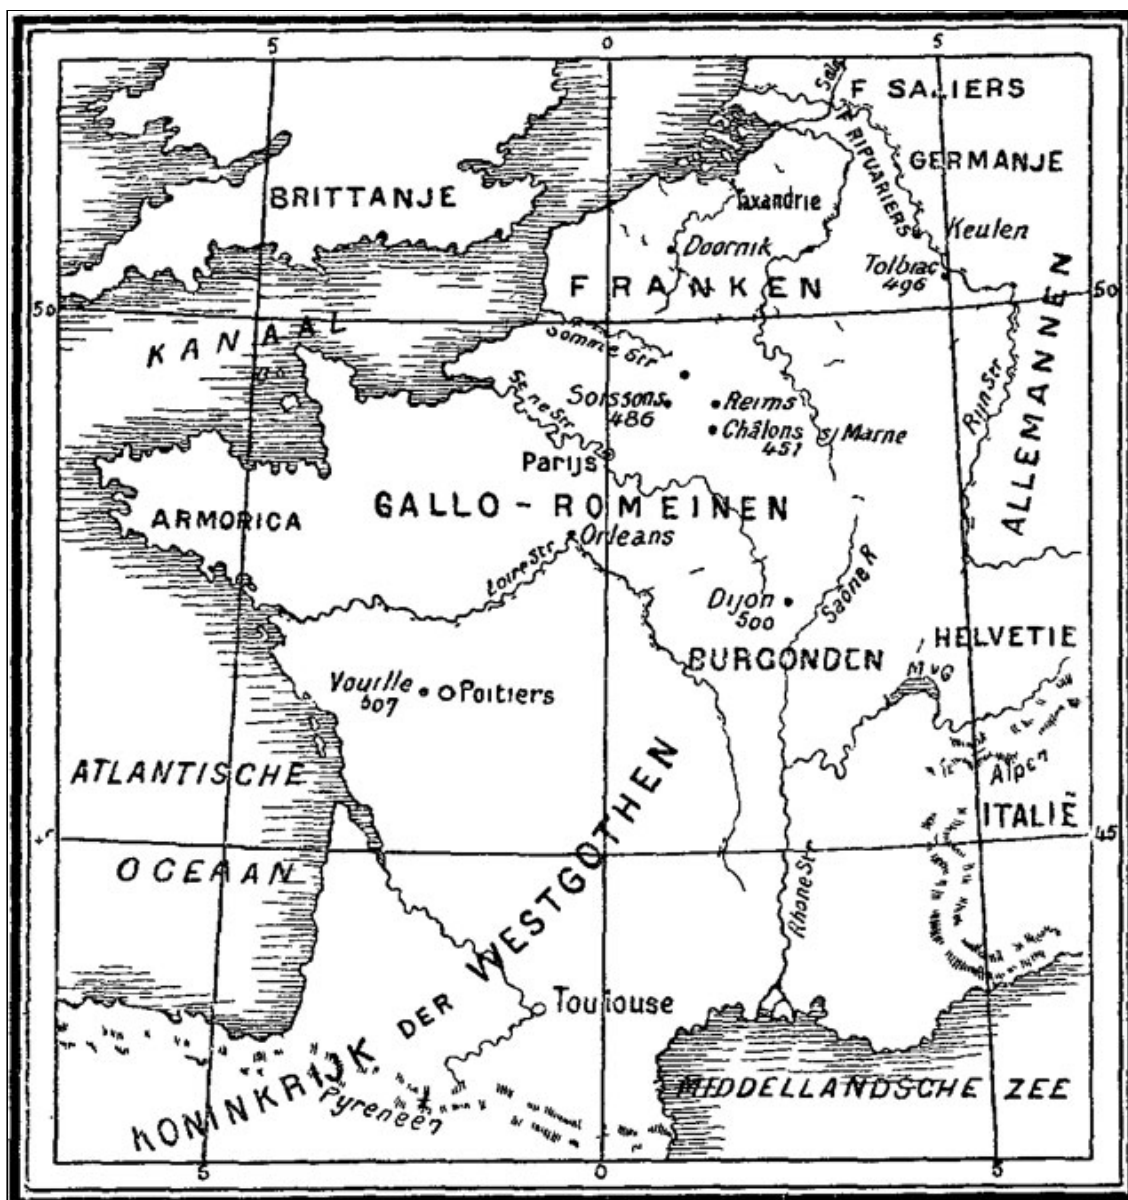 5 0 5
Sala
F SALIERS
F RIPUARIERS
GERMANJE
BRITTANJE
Taxandrie
Keulen
Doornik
Tolbiac
496
FRANKEN
50 50
KANAAL
Somme Str
ALLEMANNEN
Rijn Str
Seine Str
Soissons
486
Reims
Châlons
451
Marne
Parijs
GALLO-ROMEINEN
ARMORICA
Orleans
Loire Str
Saône R
Dijon
500
HELVETIE
BURGONDEN
M v G
Vouille
607
Poitiers
ATLANTISCHE
OCEAAN
Alpen
ITALIË
45
Rhone Str
Toulouse
KONINKRIJK DER WESTGOTHEN
Pyreneën
MIDDELLANDSCHE ZEE
5 0 5